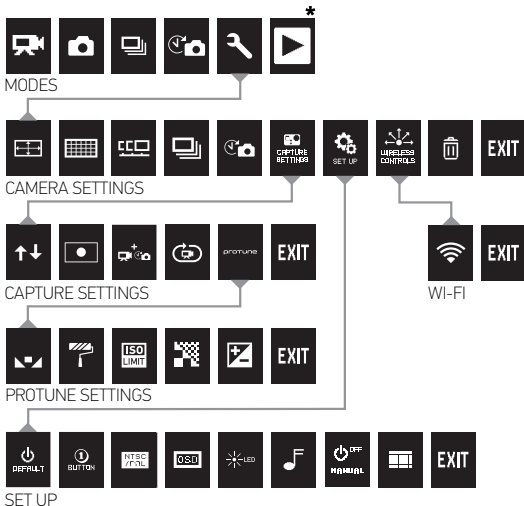 *
MODES
CAPTURE
SETTINGS
SET UP
WIRELESS
CONTROLS
EXIT
CAMERA SETTINGS
protune
EXIT
EXIT
CAPTURE SETTINGS
WI-FI
ISO
LIMIT
EXIT
PROTUNE SETTINGS
DEFAULT
1
BUTTON
NTSC
/PAL
OSD
LED
OFF
MANUAL
EXIT
SET UP